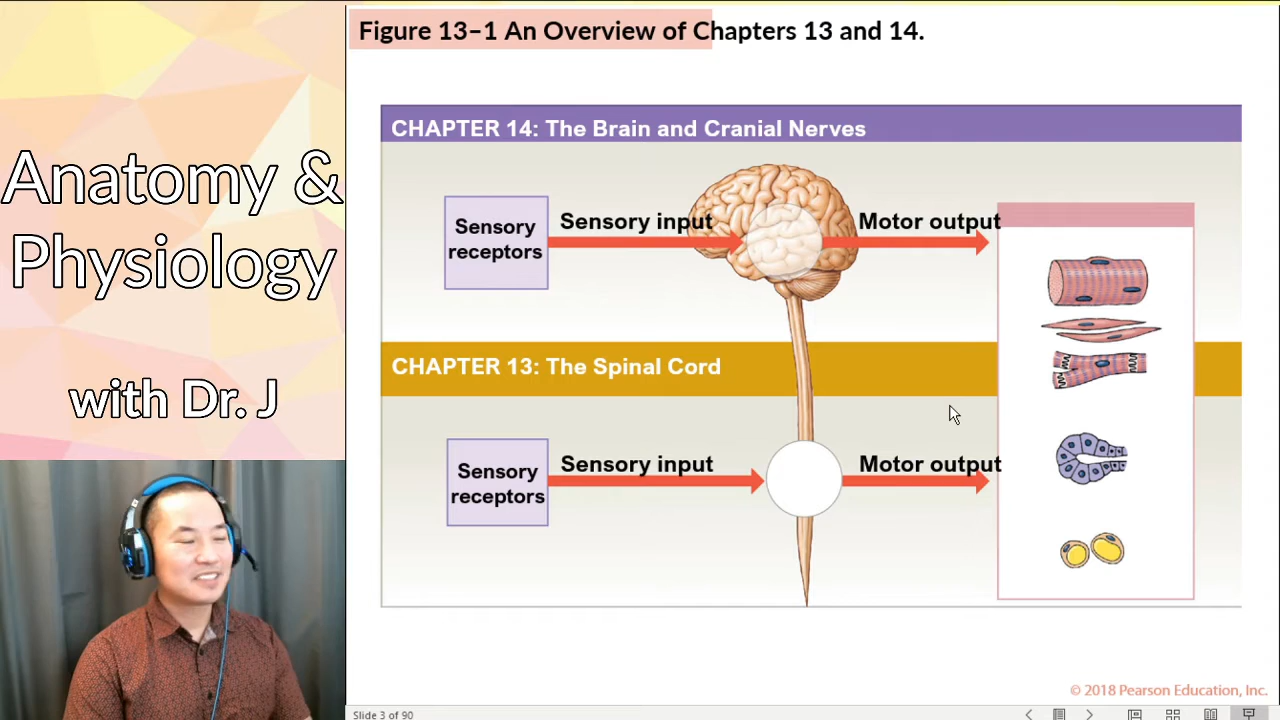 Anatomy &
Physiology
with Dr. J
Figure 13–1 An Overview of Chapters 13 and 14.
CHAPTER 14: The Brain and Cranial Nerves
Sensory
receptors
Sensory input
Motor output
CHAPTER 13: The Spinal Cord
Sensory
receptors
Sensory input
Motor output
© 2018 Pearson Education, Inc.
Slide 3 of 90